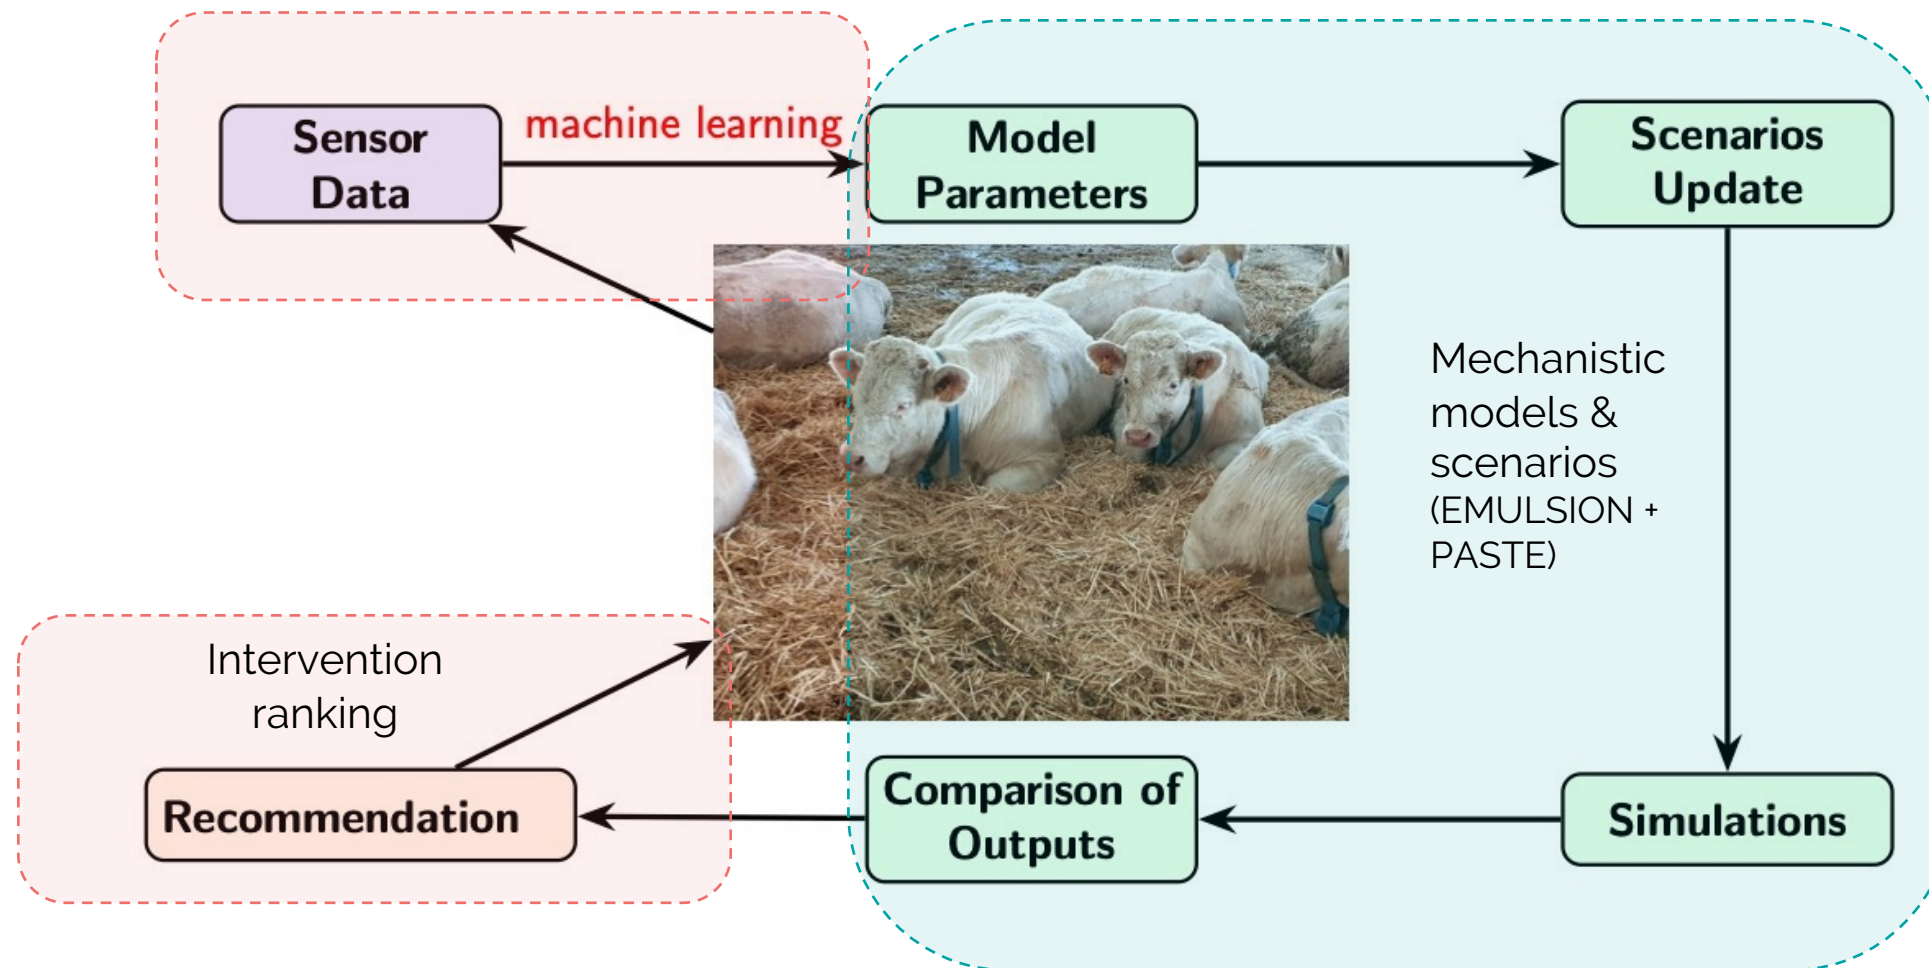 Sensor
Data
machine learning
Model
Parameters
Scenarios
Update
Mechanistic
models &
scenarios
(EMULSION +
PASTE)
Simulations
Comparison of
Outputs
Recommendation
Intervention
ranking